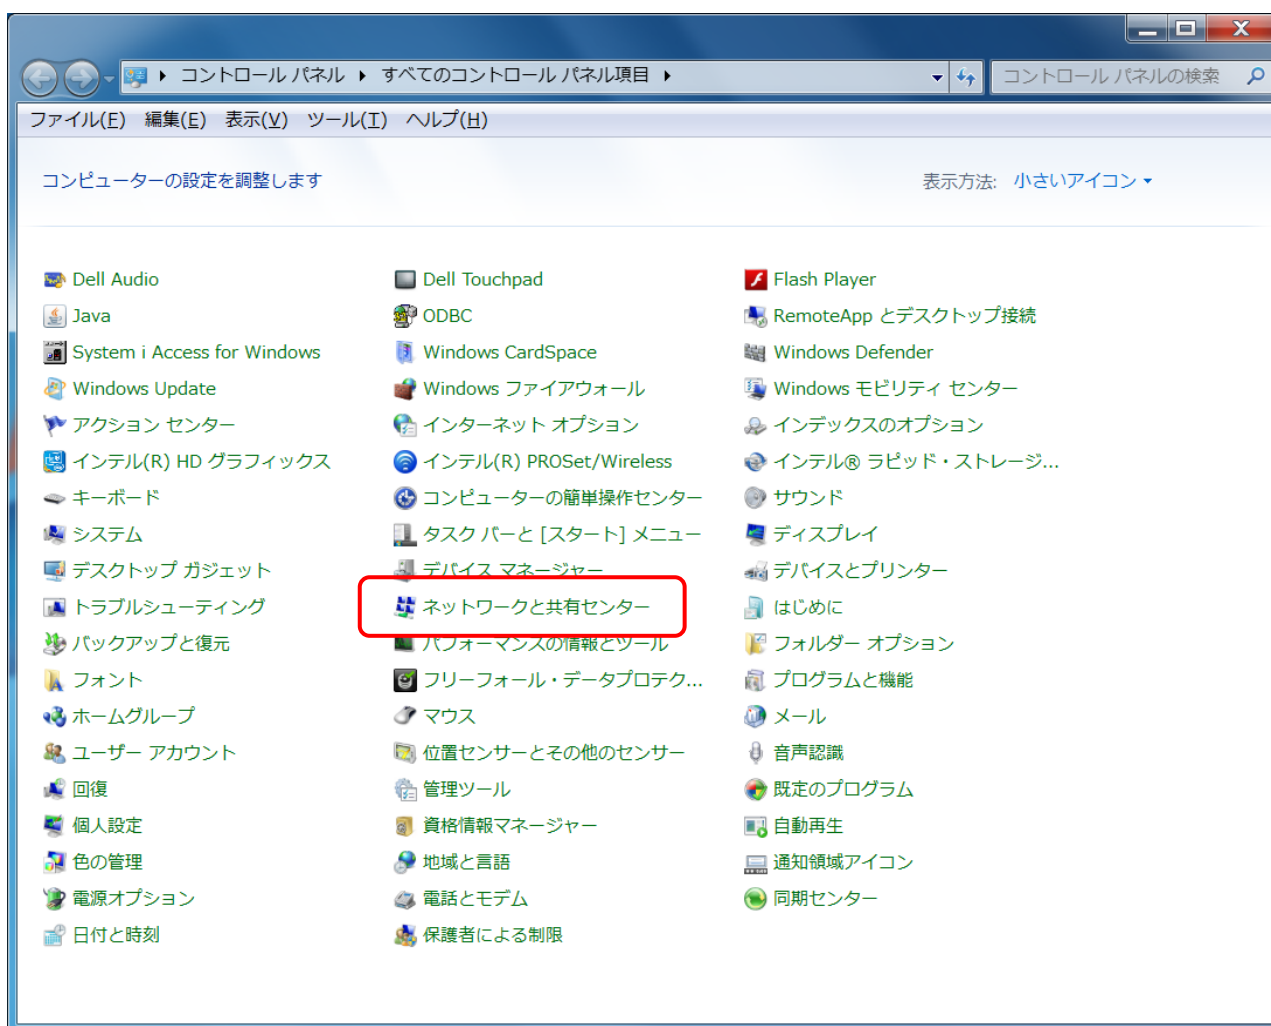 コントロール パネル すべてのコントロール パネル項目 コントロール パネルの検索
ファイル(F) 編集(E) 表示(V) ツール(T) ヘルプ(H)
コンピューターの設定を調整します 表示方法: 小さいアイコン
Dell Audio Dell Touchpad Flash Player
Java ODBC RemoteApp とデスクトップ接続
System i Access for Windows Windows CardSpace Windows Defender
Windows Update Windows ファイアウォール Windows モビリティ センター
アクション センター インターネット オプション インデックスのオプション
インテル(R) HD グラフィックス インテル(R) PROSet/Wireless インテル® ラピッド・ストレージ...
キーボード コンピューターの簡単操作センター サウンド
システム タスク バーと [スタート] メニュー ディスプレイ
デスクトップ ガジェット デバイス マネージャー デバイスとプリンター
トラブルシューティング ネットワークと共有センター はじめに
バックアップと復元 パフォーマンスの情報とツール フォルダー オプション
フォント フリーフォール・データプロテク... プログラムと機能
ホームグループ マウス メール
ユーザー アカウント 位置センサーとその他のセンサー 音声認識
回復 管理ツール 既定のプログラム
個人設定 資格情報マネージャー 自動再生
色の管理 地域と言語 通知領域アイコン
電源オプション 電話とモデム 同期センター
日付と時刻 保護者による制限